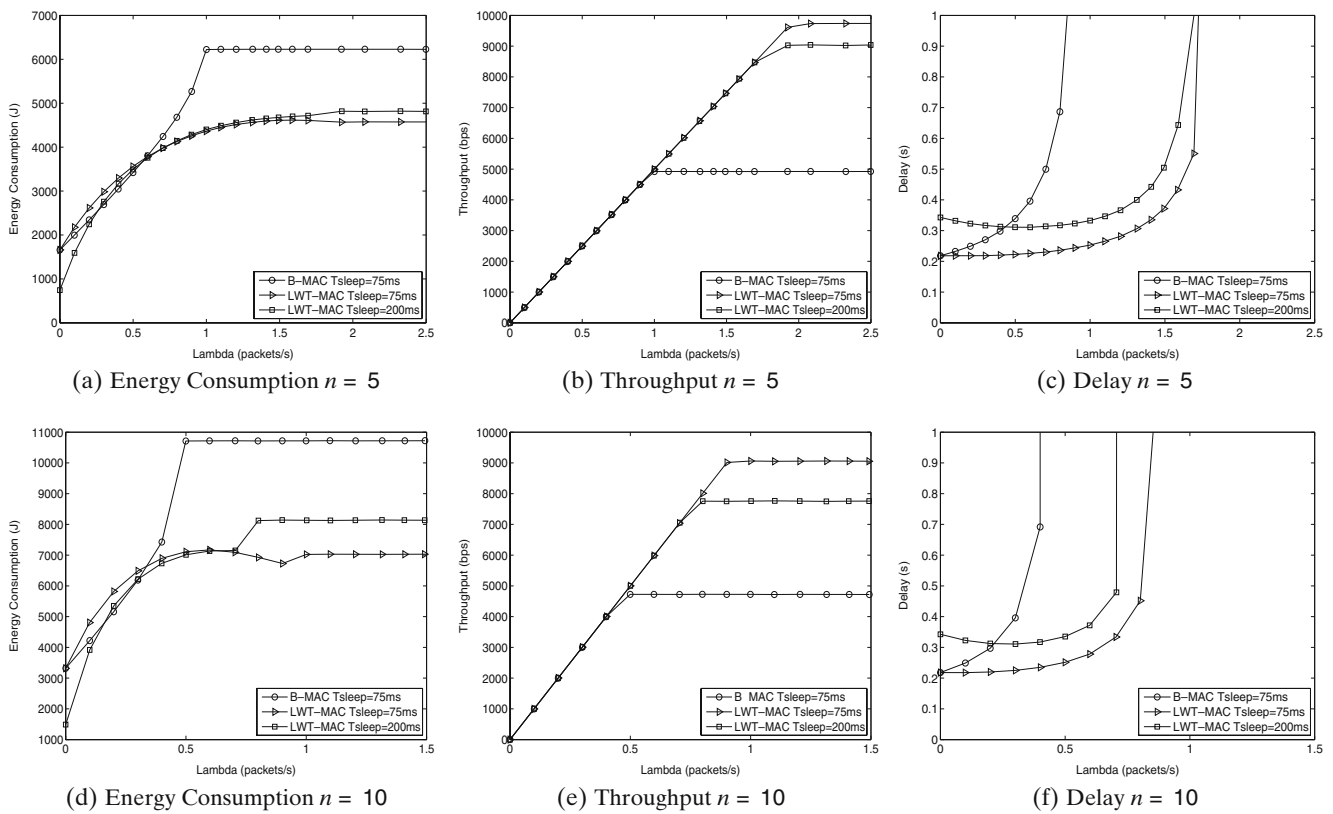 7000
6000
5000
4000
3000
2000
1000
0
Energy Consumption (J)
0 0.5 1 1.5 2 2.5
Lambda (packets/s)
B−MAC Tsleep=75ms
LWT−MAC Tsleep=75ms
LWT−MAC Tsleep=200ms
(a) Energy Consumption n = 5
10000
9000
8000
7000
6000
5000
4000
3000
2000
1000
0
Throughput (bps)
0 0.5 1 1.5 2 2.5
Lambda (packets/s)
B−MAC Tsleep=75ms
LWT−MAC Tsleep=75ms
LWT−MAC Tsleep=200ms
(b) Throughput n = 5
1
0.9
0.8
0.7
0.6
0.5
0.4
0.3
0.2
0.1
0
Delay (s)
0 0.5 1 1.5 2 2.5
Lambda (packets/s)
B−MAC Tsleep=75ms
LWT−MAC Tsleep=75ms
LWT−MAC Tsleep=200ms
(c) Delay n = 5
11000
10000
9000
8000
7000
6000
5000
4000
3000
2000
1000
Energy Consumption (J)
0 0.5 1 1.5
Lambda (packets/s)
B−MAC Tsleep=75ms
LWT−MAC Tsleep=75ms
LWT−MAC Tsleep=200ms
(d) Energy Consumption n = 10
10000
9000
8000
7000
6000
5000
4000
3000
2000
1000
0
Throughput (bps)
0 0.5 1 1.5
Lambda (packets/s)
B MAC Tsleep=75ms
LWT−MAC Tsleep=75ms
LWT−MAC Tsleep=200ms
(e) Throughput n = 10
1
0.9
0.8
0.7
0.6
0.5
0.4
0.3
0.2
0.1
0
Delay (s)
0 0.5 1 1.5
Lambda (packets/s)
B−MAC Tsleep=75ms
LWT−MAC Tsleep=75ms
LWT−MAC Tsleep=200ms
(f) Delay n = 10